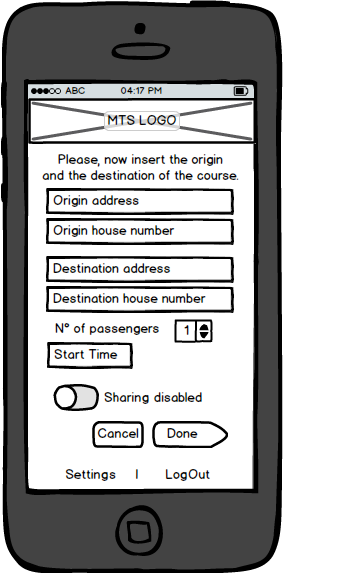 ABC 04:17 PM
MTS LOGO
Please, now insert the origin
and the destination of the course.
Origin address
Origin house number
Destination address
Destination house number
N° of passengers 1
Start Time
Sharing disabled
Cancel Done
Settings | LogOut